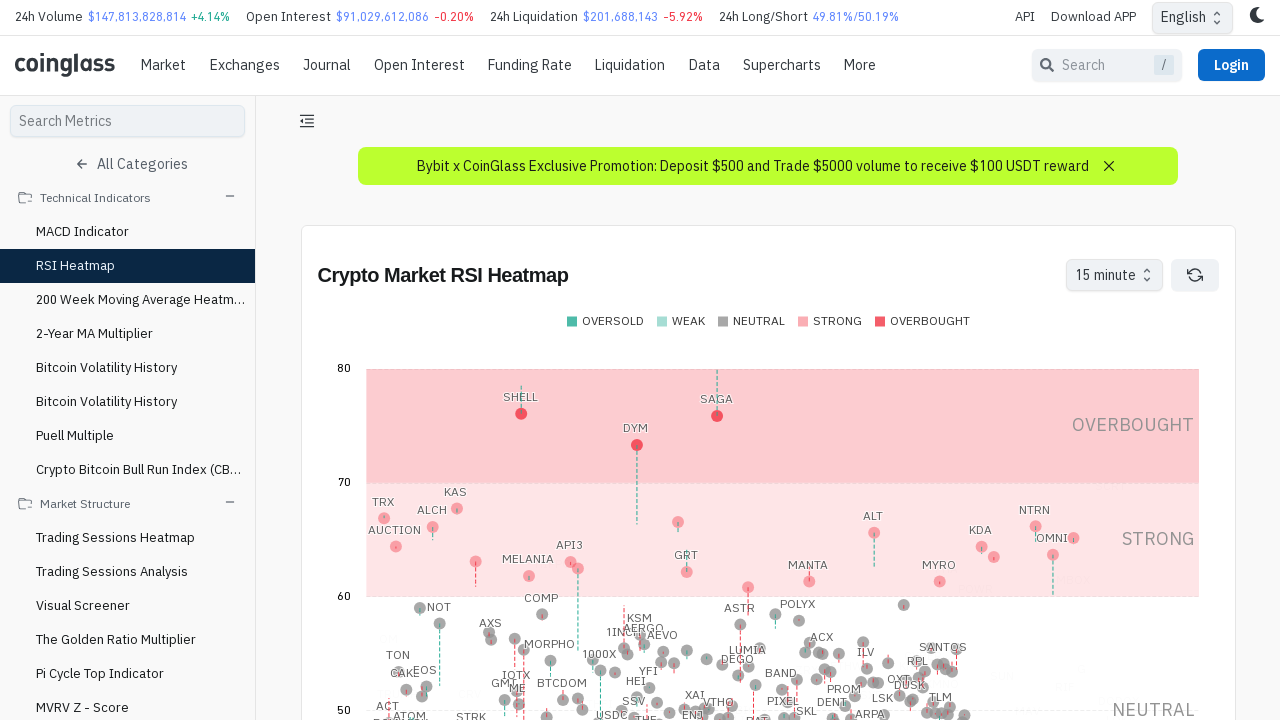 24h Volume $147,813,828,814 +4.14% Open Interest $91,029,612,086 -0.20% 24h Liquidation $201,688,143 -5.92% 24h Long/Short 49.81%/50.19% API Download APP English
coinglass Market Exchanges Journal Open Interest Funding Rate Liquidation Data Supercharts More Search / Login
Search Metrics
All Categories
Technical Indicators
MACD Indicator
RSI Heatmap
200 Week Moving Average Heatm...
2-Year MA Multiplier
Bitcoin Volatility History
Bitcoin Volatility History
Puell Multiple
Crypto Bitcoin Bull Run Index (CB...
Market Structure
Trading Sessions Heatmap
Trading Sessions Analysis
Visual Screener
The Golden Ratio Multiplier
Pi Cycle Top Indicator
MVRV Z - Score
Bybit x CoinGlass Exclusive Promotion: Deposit $500 and Trade $5000 volume to receive $100 USDT reward
Crypto Market RSI Heatmap
15 minute
OVERSOLD WEAK NEUTRAL STRONG OVERBOUGHT
80
SHELL SAGA
OVERBOUGHT
DYM
70
KAS
TRX
ALCH NTRN
ALT
AUCTION KDA
OMNI STRONG
API3
GRT
MELANIA
MANTA MYRO
60
COMP
NOT ASTR POLYX
KSM
AXS
AERGO
AEVO ACX
MORPHO
SANTOS
LUMIA ILV
1000X
TON DEGO
RPL
CAKE EOS YFI BAND
IOTX
BTCDOM HEI DUSK
ME PROM
XAI LSK TLM
SSV VTHO PIXEL DENT
ACT
50 NEUTRAL
SKL
ATOM STRK USDC ARPA